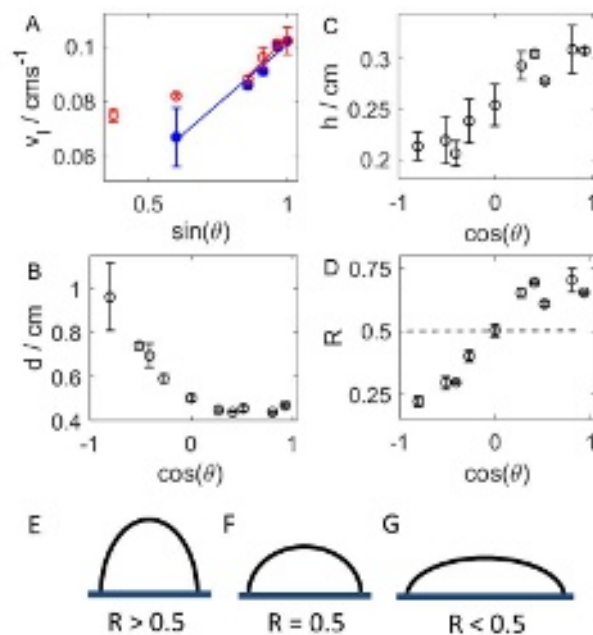 A
0.1
0.08
0.06
v_l / cms⁻¹
0.5
1
sin(θ)
C
0.3
0.25
0.2
h / cm
-1
0
1
cos(θ)
B
1
0.8
0.6
0.4
d / cm
-1
0
1
cos(θ)
D
0.75
0.5
0.25
R
-1
0
1
cos(θ)
E
F
G
R > 0.5
R = 0.5
R < 0.5